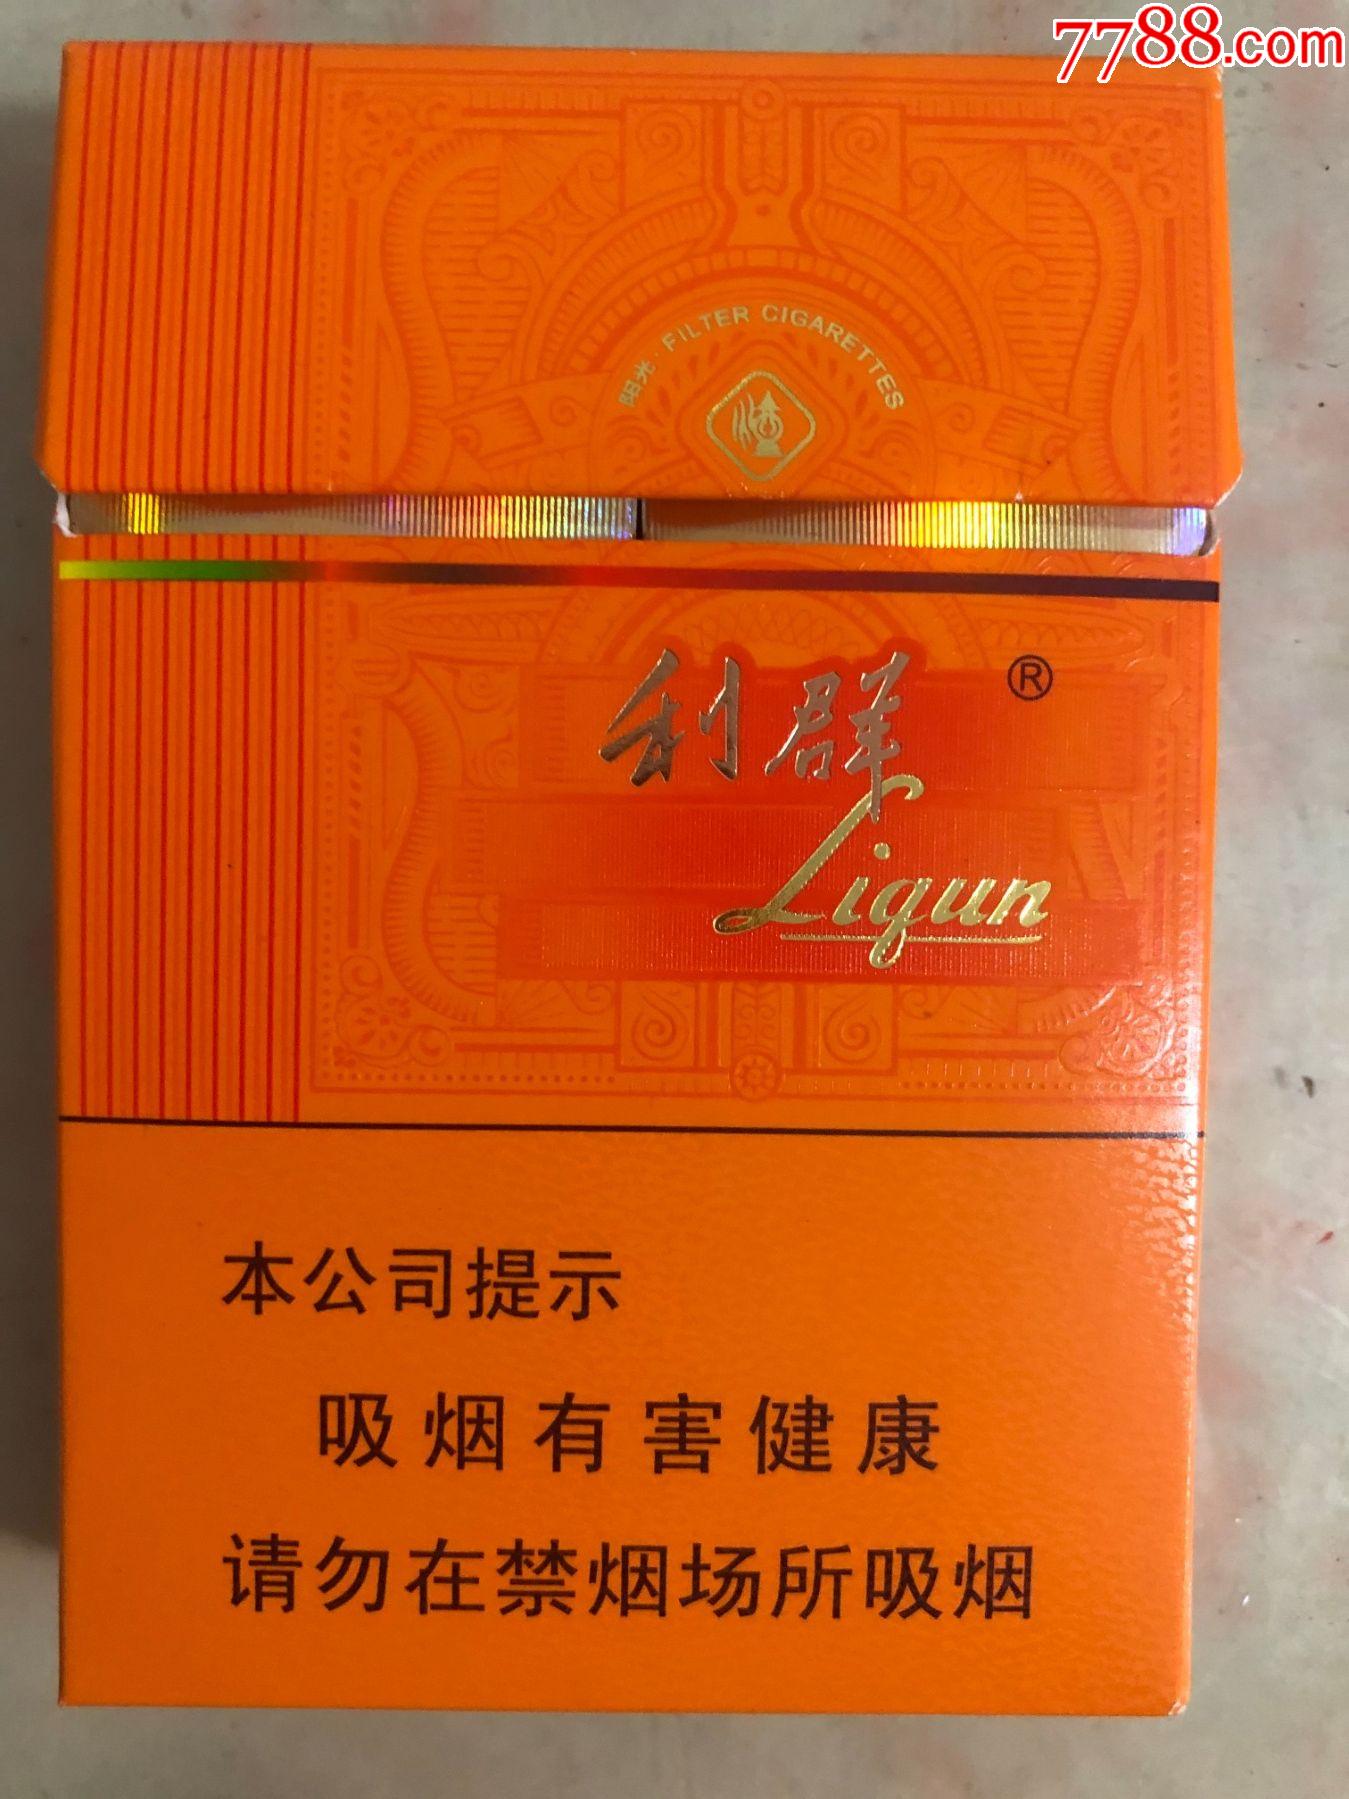 7788.com
阳光·FILTER CIGARETTES
利群
®
Liqun
本公司提示
吸烟有害健康
请勿在禁烟场所吸烟